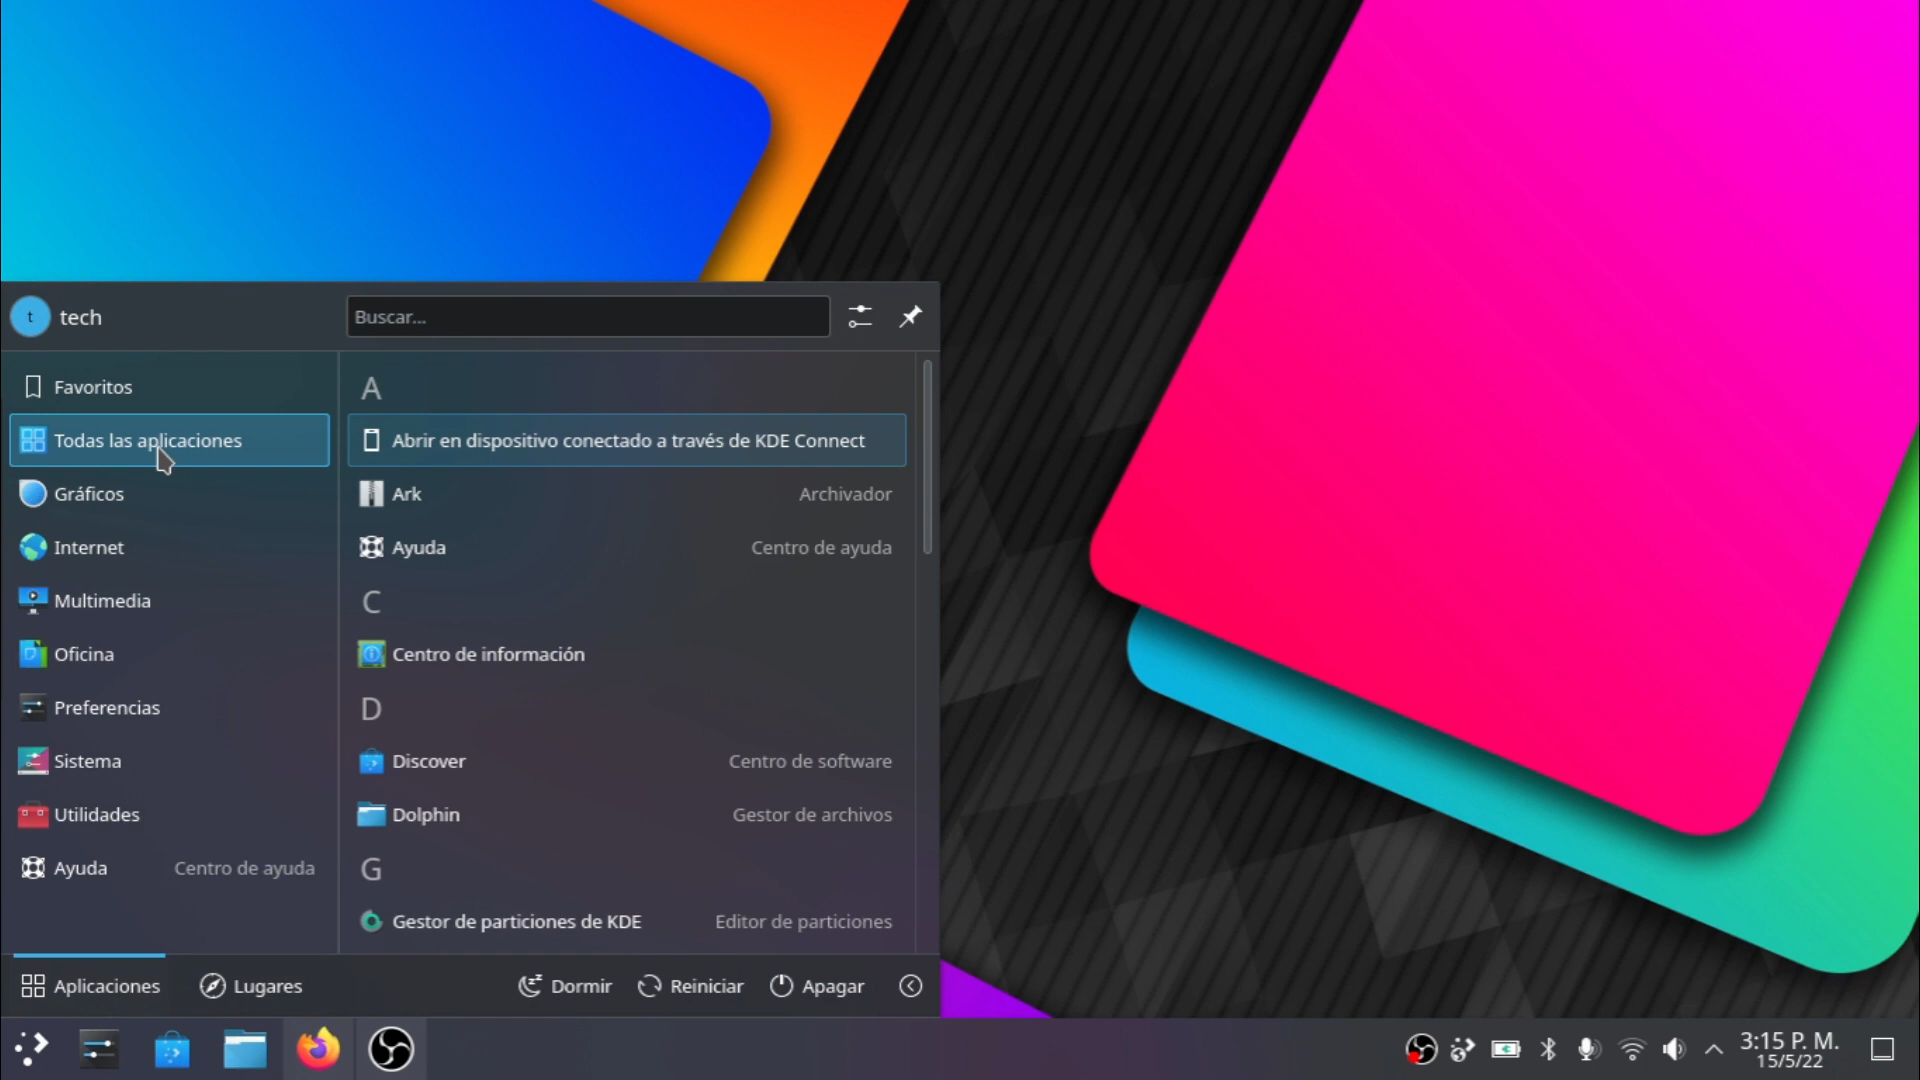 t
tech
Buscar...
Favoritos
Todas las aplicaciones
Gráficos
Internet
Multimedia
Oficina
Preferencias
Sistema
Utilidades
Ayuda Centro de ayuda
A
Abrir en dispositivo conectado a través de KDE Connect
Ark Archivador
Ayuda Centro de ayuda
C
Centro de información
D
Discover Centro de software
Dolphin Gestor de archivos
G
Gestor de particiones de KDE Editor de particiones
Aplicaciones Lugares Dormir Reiniciar Apagar
3:15 P. M.
15/5/22